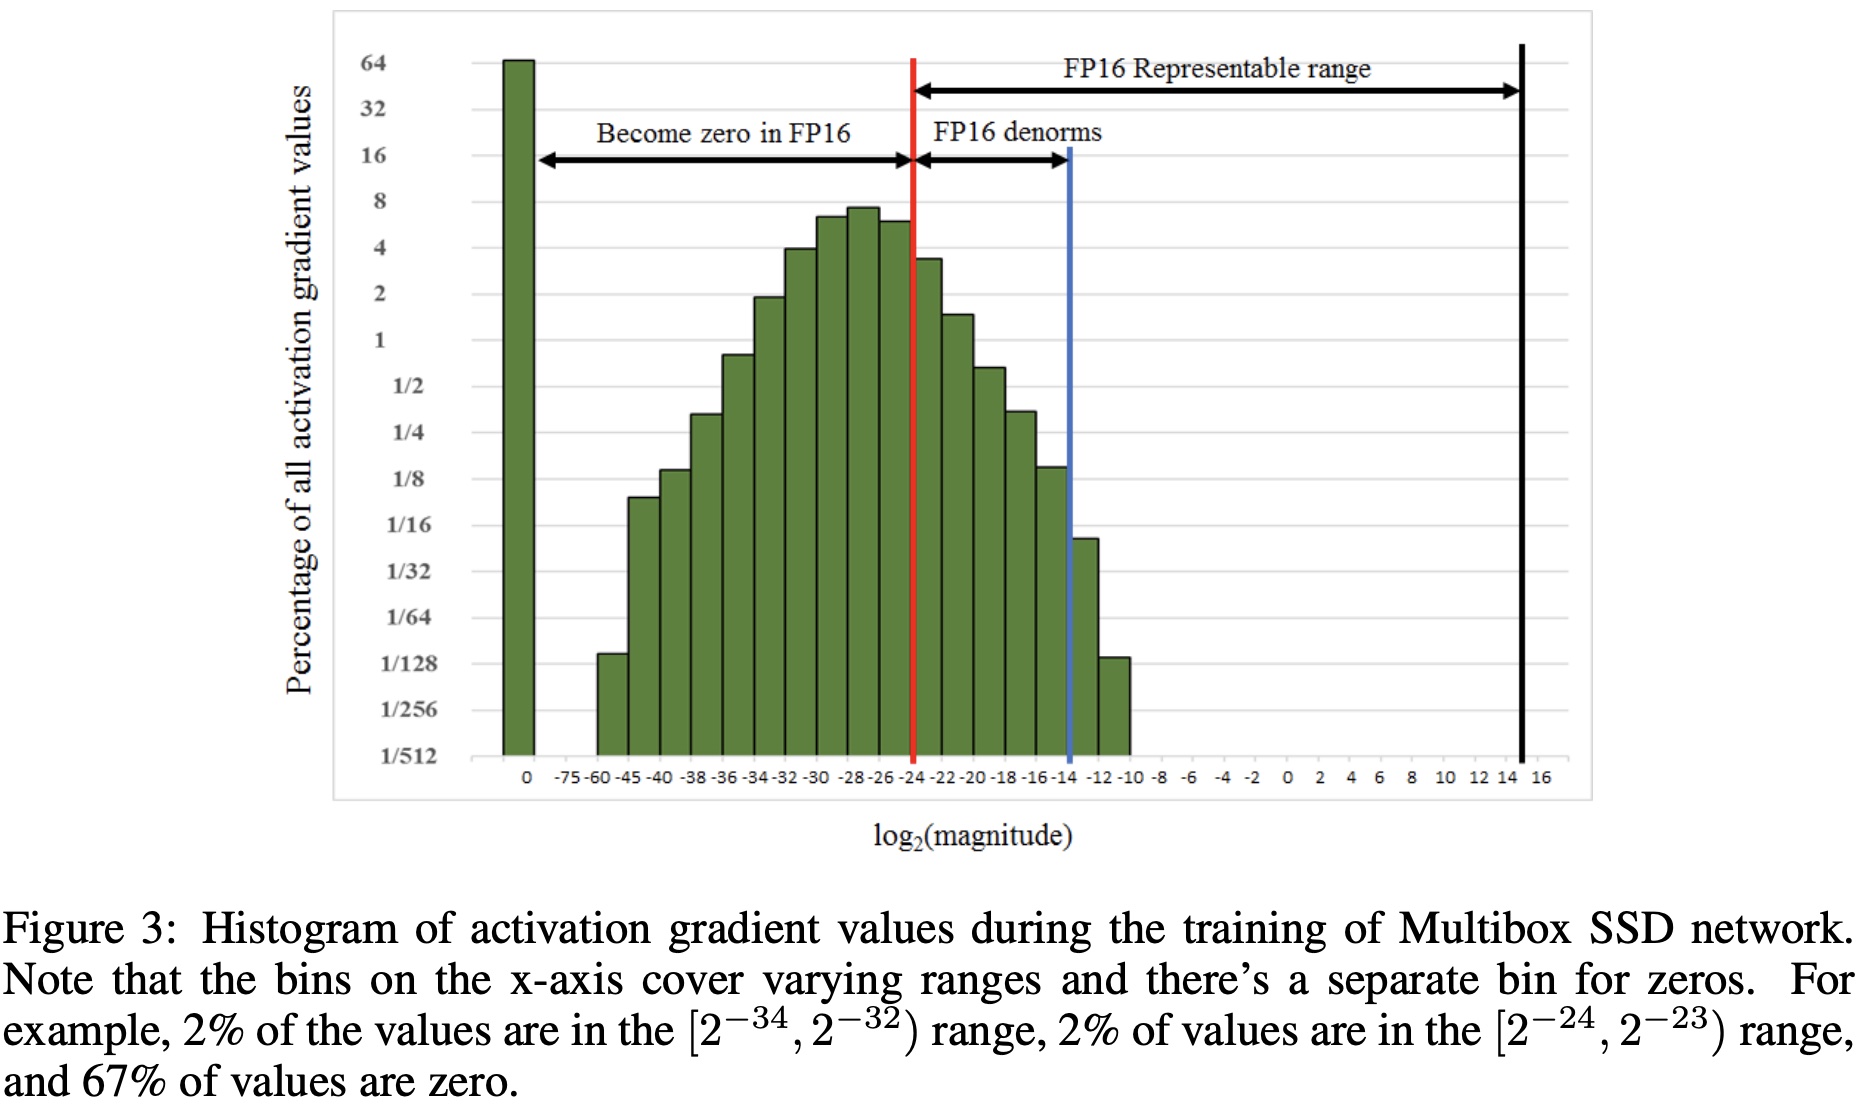 Percentage of all activation gradient values
64
32
16
8
4
2
1
1/2
1/4
1/8
1/16
1/32
1/64
1/128
1/256
1/512
FP16 Representable range
Become zero in FP16
FP16 denorms
0 -75 -60 -45 -40 -38 -36 -34 -32 -30 -28 -26 -24 -22 -20 -18 -16 -14 -12 -10 -8 -6 -4 -2 0 2 4 6 8 10 12 14 16
log₂(magnitude)
Figure 3: Histogram of activation gradient values during the training of Multibox SSD network.
Note that the bins on the x-axis cover varying ranges and there's a separate bin for zeros. For
example, 2% of the values are in the [2⁻³⁴, 2⁻³²) range, 2% of values are in the [2⁻²⁴, 2⁻²³) range,
and 67% of values are zero.